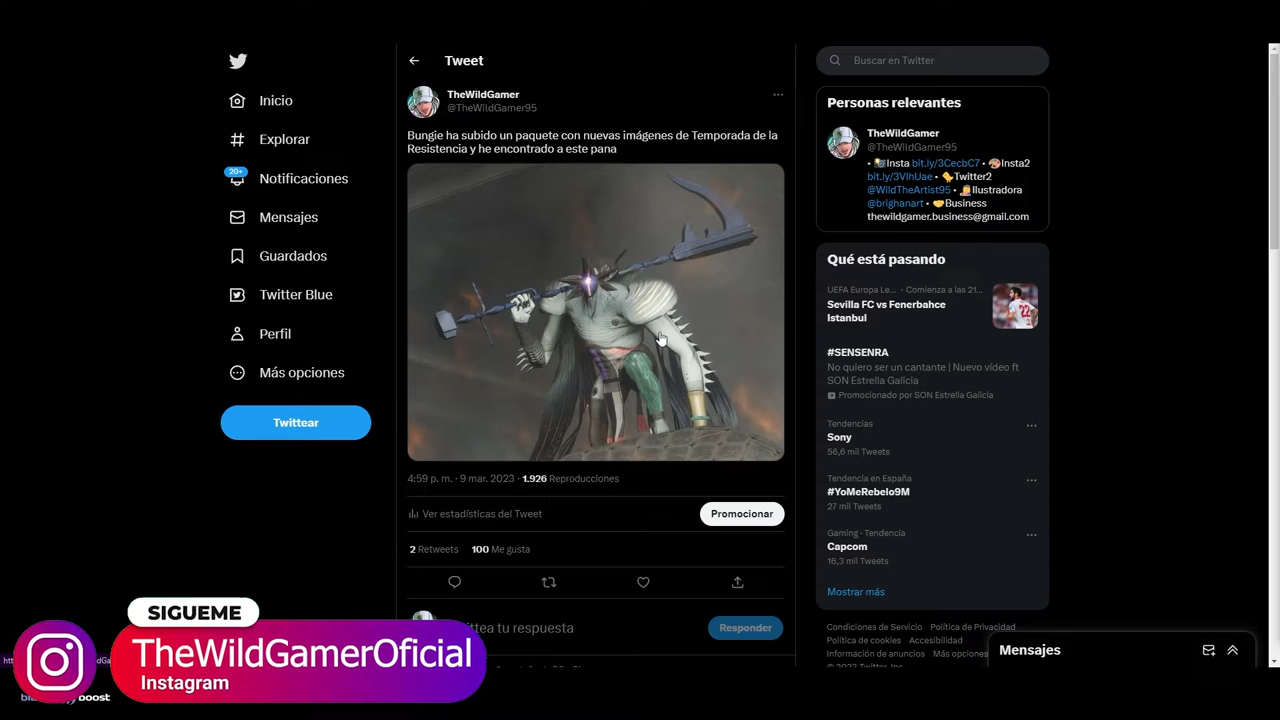 Inicio
Explorar
20+
Notificaciones
Mensajes
Guardados
Twitter Blue
Perfil
Más opciones
Twittear
Tweet
TheWildGamer
@TheWildGamer95
Bungie ha subido un paquete con nuevas imágenes de Temporada de la
Resistencia y he encontrado a este pana
4:59 p. m. · 9 mar. 2023 · 1.926 Reproducciones
Ver estadísticas del Tweet
Promocionar
2 Retweets 100 Me gusta
ttea tu respuesta
Responder
Buscar en Twitter
Personas relevantes
TheWildGamer
@TheWildGamer95
• Insta bit.ly/3CecbC7 • Insta2
bit.ly/3VIhUae • Twitter2
@WildTheArtist95 • Ilustradora
@brighanart • Business
thewildgamer.business@gmail.com
Qué está pasando
UEFA Europa Le... · Comienza a las 21...
Sevilla FC vs Fenerbahce
Istanbul
#SENSENRA
No quiero ser un cantante | Nuevo vídeo ft
SON Estrella Galicia
Promocionado por SON Estrella Galicia
Tendencias
Sony
56,6 mil Tweets
Tendencia en España
#YoMeRebelo9M
27 mil Tweets
Gaming · Tendencia
Capcom
16,3 mil Tweets
Mostrar más
Condiciones de Servicio Política de Privacidad
Política de cookies Accesibilidad
Información de anuncios Más opciones
Mensajes
SIGUEME
TheWildGamerOficial
Instagram
boost